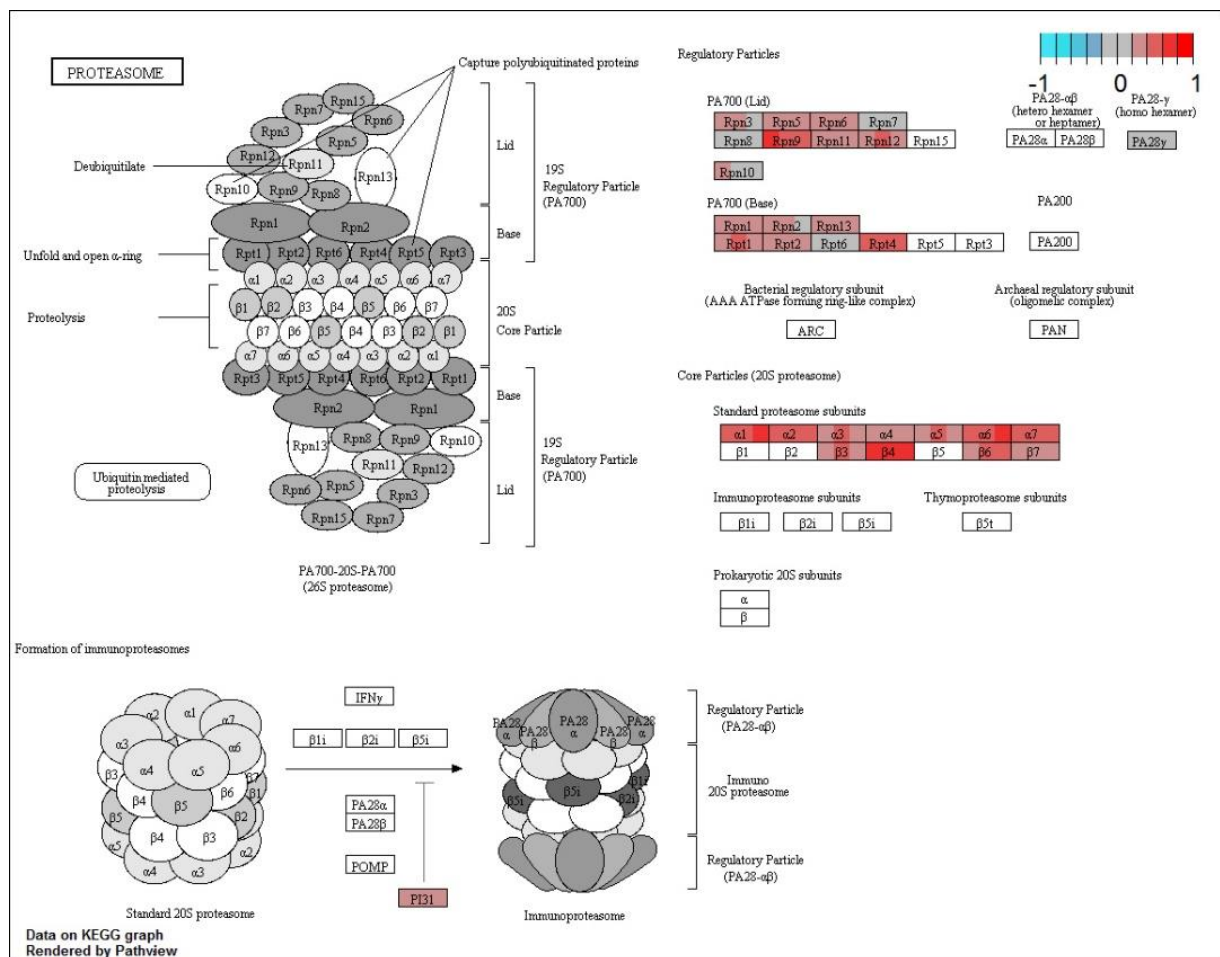 PROTEASOME
Capture polyubiquitinated proteins
Rpn15
Rpn7
Rpn6
Rpn3
Rpn5
Rpn12
Rpn11
Deubiquitilate
Rpn13
Rpn10
Rpn9
Rpn8
Lid
19S
Regulatory Particle
(PA700)
Rpn1
Rpn2
Base
Unfold and open α-ring
Rpt1 Rpt2 Rpt6 Rpt4 Rpt5 Rpt3
α1 α2 α3 α4 α5 α6 α7
Proteolysis
β1 β2 β3 β4 β5 β6 β7
20S
Core Particle
β7 β6 β5 β4 β3 β2 β1
α7 α6 α5 α4 α3 α2 α1
Rpt3 Rpt5 Rpt4 Rpt6 Rpt2 Rpt1
Base
Rpn2 Rpn1
Rpn13 Rpn8 Rpn9 Rpn10
19S
Regulatory Particle
(PA700)
Rpn11 Rpn12
Ubiquitin mediated
proteolysis
Rpn6 Rpn5 Rpn3
Lid
Rpn15 Rpn7
PA700-20S-PA700
(26S proteasome)
Regulatory Particles
-1 0 1
PA700 (Lid)
Rpn3 Rpn5 Rpn6 Rpn7
Rpn8 Rpn9 Rpn11 Rpn12 Rpn15
Rpn10
PA28-αβ
(hetero hexamer
or heptamer)
PA28α PA28β
PA28-γ
(homo hexamer)
PA28γ
PA700 (Base)
Rpn1 Rpn2 Rpn13
Rpt1 Rpt2 Rpt6 Rpt4 Rpt5 Rpt3
PA200
PA200
Bacterial regulatory subunit
(AAA ATPase forming ring-like complex)
ARC
Archaeal regulatory subunit
(oligomelic complex)
PAN
Core Particles (20S proteasome)
Standard proteasome subunits
α1 α2 α3 α4 α5 α6 α7
β1 β2 β3 β4 β5 β6 β7
Immunoproteasome subunits
β1i β2i β5i
Thymoproteasome subunits
β5t
Prokaryotic 20S subunits
α
β
Formation of immunoproteasomes
α2 α1 α7
α3 α6
α4 α5
β3 β7
β4 β6 β1
β5 β5 β2
β4 β3
α5 α2
α4 α3
Standard 20S proteasome
IFNγ
β1i β2i β5i
PA28α
PA28β
POMP
PI31
PA28 α
PA28 β
PA28 α
PA28 β
PA28 α
β1i
β5i β5i β2i
Immunoproteasome
Regulatory Particle
(PA28-αβ)
Immuno
20S proteasome
Regulatory Particle
(PA28-αβ)
Data on KEGG graph
Rendered by Pathview